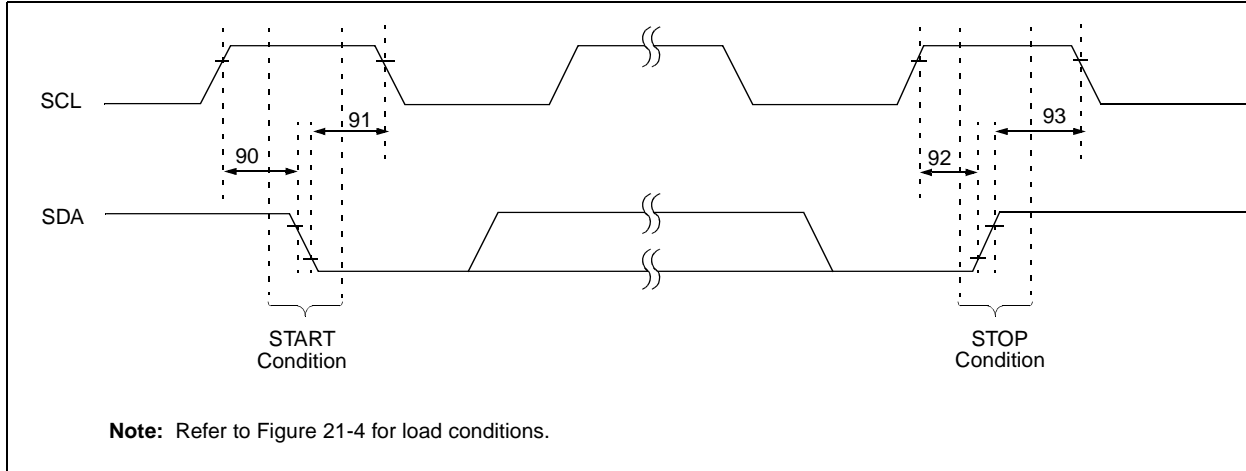 SCL
91
93
90
92
SDA
START
Condition
STOP
Condition
Note: Refer to Figure 21-4 for load conditions.